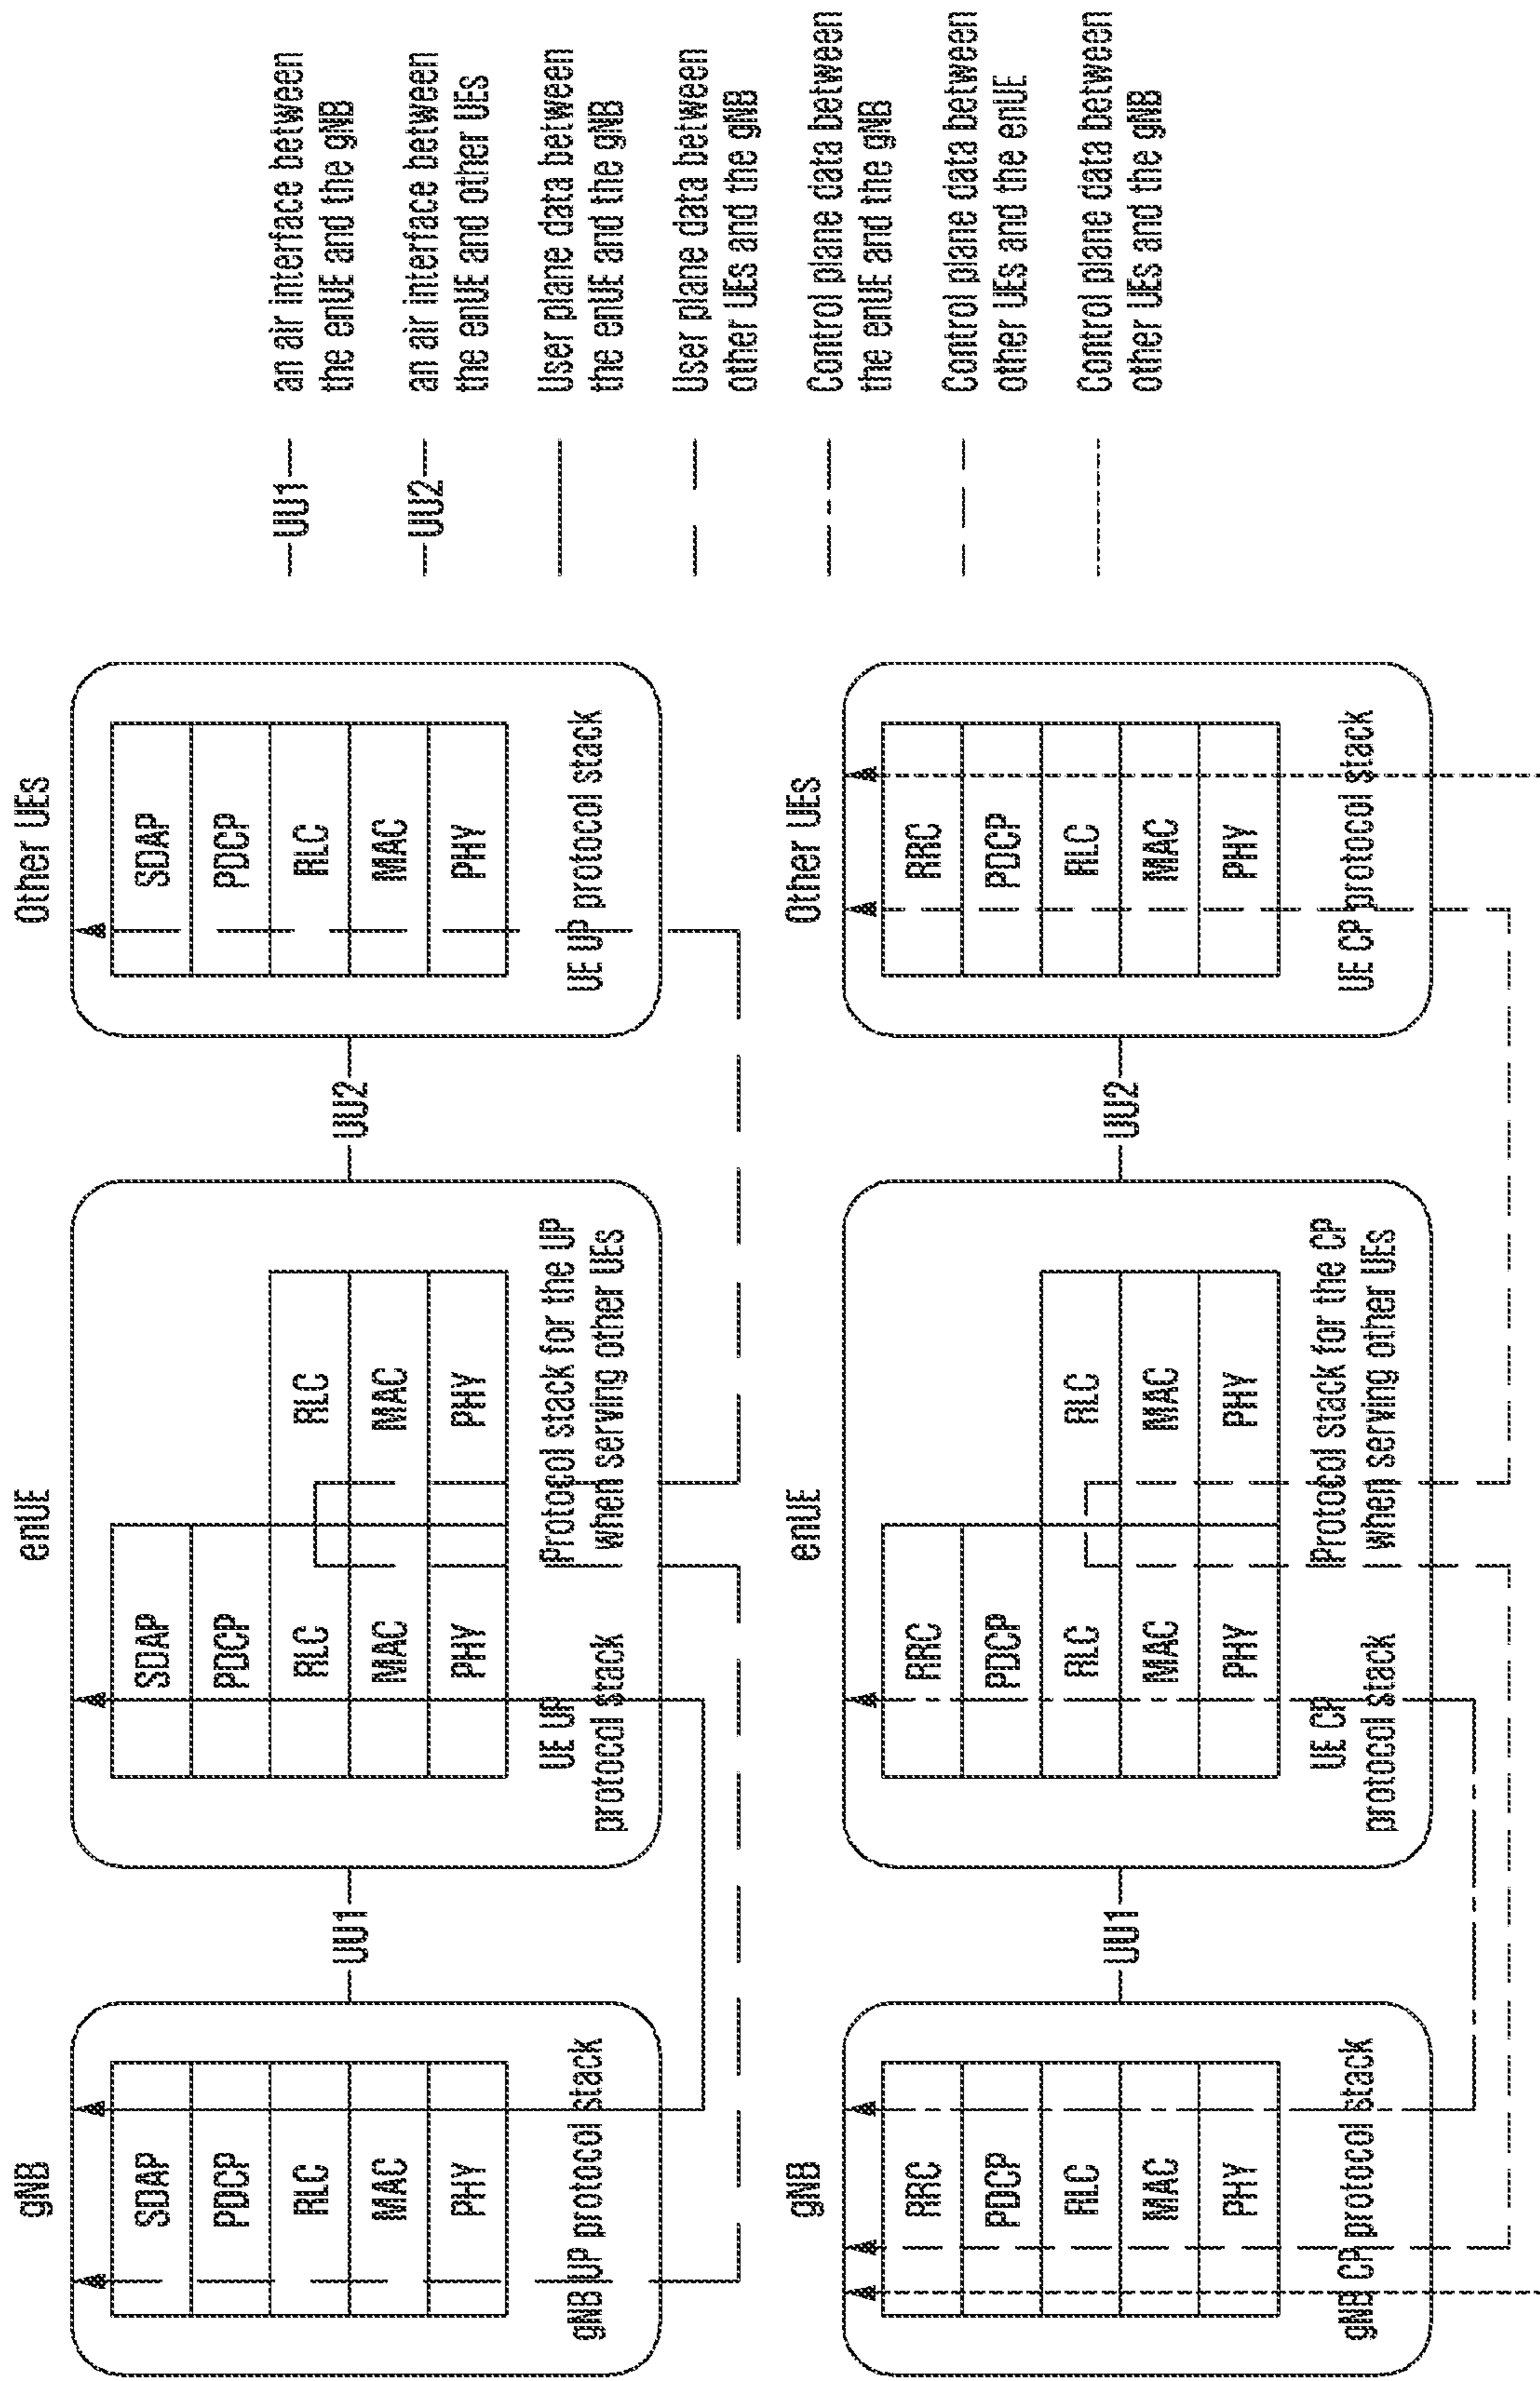 gNB
SDAP
PDCP
RLC
MAC
PHY
gNB UP protocol stack
UU1
enUE
SDAP
PDCP
RLC
MAC
PHY
UE UP
protocol stack
RLC
MAC
PHY
Protocol stack for the UP
when serving other UEs
UU2
Other UEs
SDAP
PDCP
RLC
MAC
PHY
UE UP protocol stack
gNB
RRC
PDCP
RLC
MAC
PHY
gNB CP protocol stack
UU1
enUE
RRC
PDCP
RLC
MAC
PHY
UE CP
protocol stack
RLC
MAC
PHY
Protocol stack for the CP
when serving other UEs
UU2
Other UEs
RRC
PDCP
RLC
MAC
PHY
UE CP protocol stack
UU1
an air interface between
the enUE and the gNB
UU2
an air interface between
the enUE and other UEs
User plane data between
the enUE and the gNB
User plane data between
other UEs and the gNB
Control plane data between
the enUE and the gNB
Control plane data between
other UEs and the enUE
Control plane data between
other UEs and the gNB